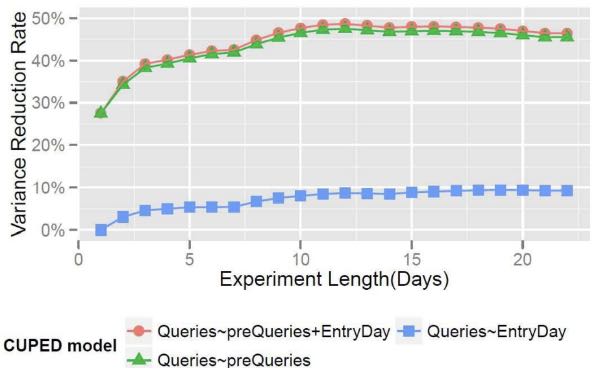 Variance Reduction Rate
50%
40%
30%
20%
10%
0%
0 5 10 15 20
Experiment Length(Days)
CUPED model
Queries~preQueries+EntryDay Queries~EntryDay
Queries~preQueries